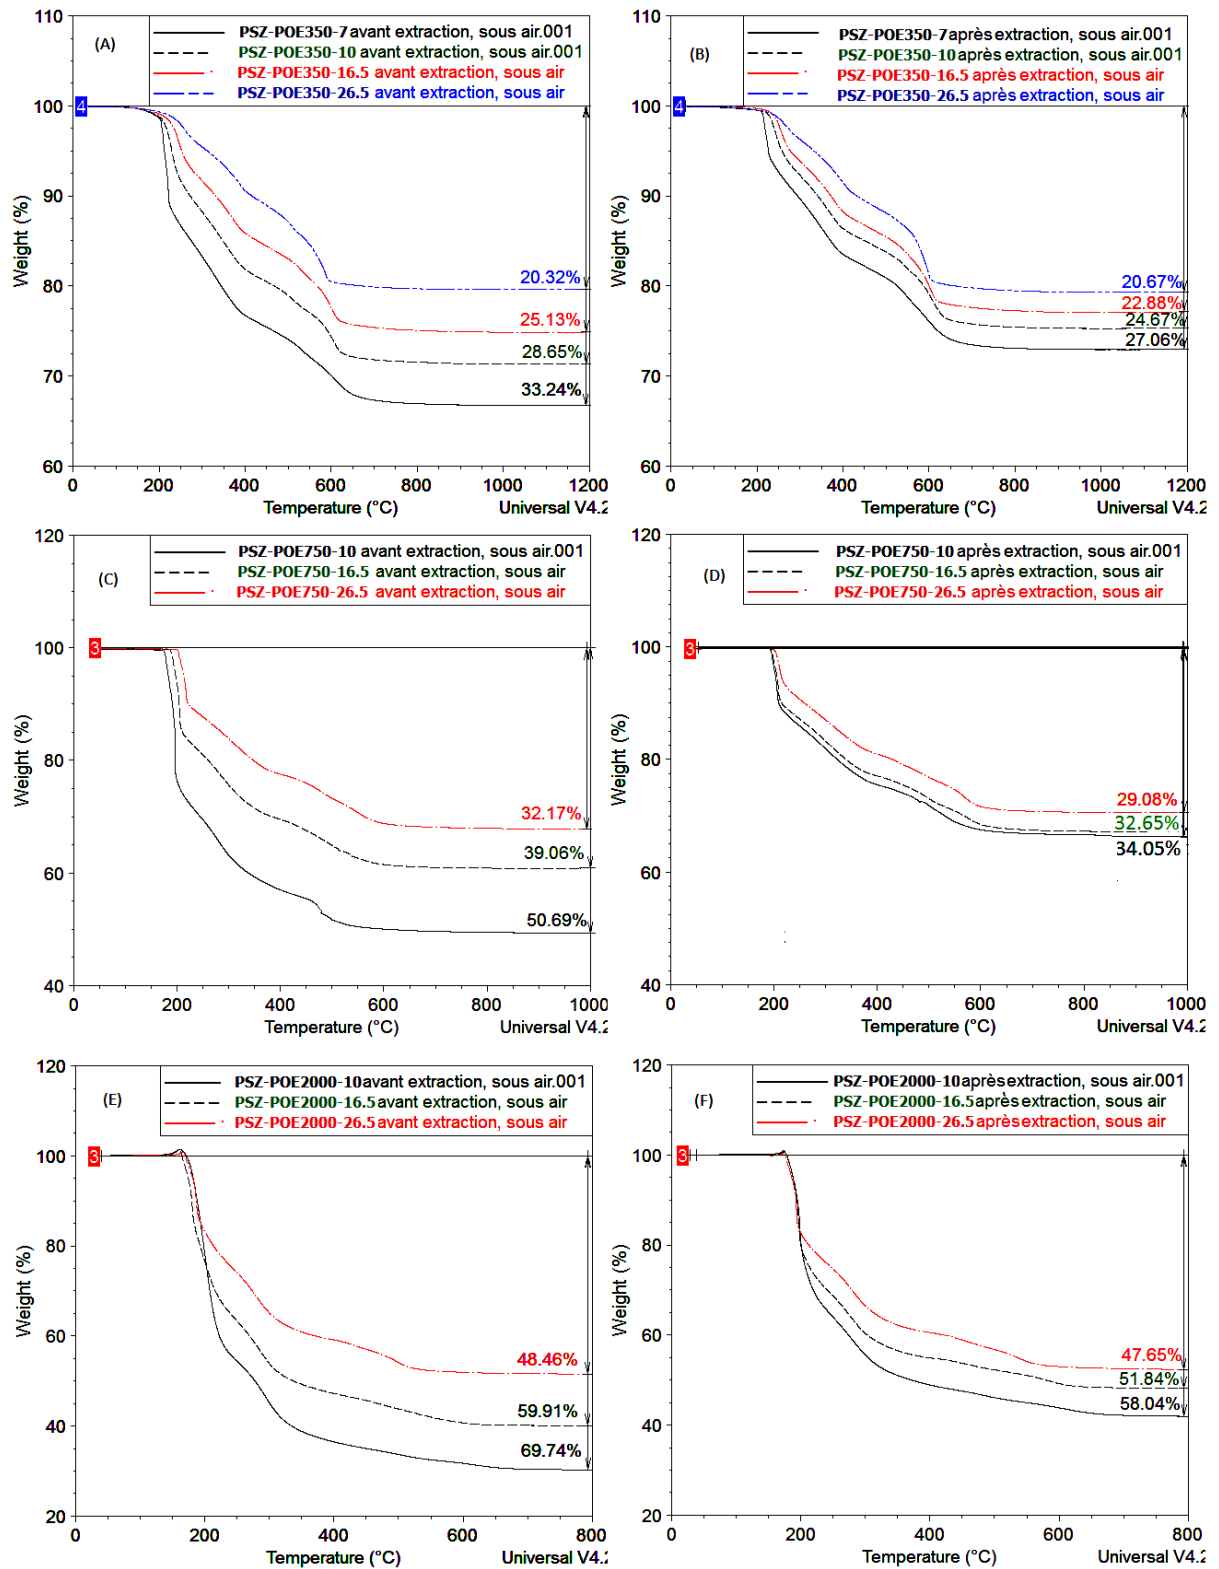 (A)
PSZ-POE350-7 avant extraction, sous air.001
PSZ-POE350-10 avant extraction, sous air.001
PSZ-POE350-16.5 avant extraction, sous air
PSZ-POE350-26.5 avant extraction, sous air
110
100
90
80
70
60
Weight (%)
4
20.32%
25.13%
28.65%
33.24%
0 200 400 600 800 1000 1200
Temperature (°C)
Universal V4.2
(B)
PSZ-POE350-7 après extraction, sous air.001
PSZ-POE350-10 après extraction, sous air.001
PSZ-POE350-16.5 après extraction, sous air
PSZ-POE350-26.5 après extraction, sous air
110
100
90
80
70
60
Weight (%)
4
20.67%
22.88%
24.67%
27.06%
0 200 400 600 800 1000 1200
Temperature (°C)
Universal V4.2
(C)
PSZ-POE750-10 avant extraction, sous air.001
PSZ-POE750-16.5 avant extraction, sous air
PSZ-POE750-26.5 avant extraction, sous air
120
100
80
60
40
Weight (%)
3
32.17%
39.06%
50.69%
0 200 400 600 800 1000
Temperature (°C)
Universal V4.2
(D)
PSZ-POE750-10 après extraction, sous air.001
PSZ-POE750-16.5 après extraction, sous air
PSZ-POE750-26.5 après extraction, sous air
120
100
80
60
40
Weight (%)
3
29.08%
32.65%
34.05%
0 200 400 600 800 1000
Temperature (°C)
Universal V4.2
(E)
PSZ-POE2000-10 avant extraction, sous air.001
PSZ-POE2000-16.5 avant extraction, sous air
PSZ-POE2000-26.5 avant extraction, sous air
120
100
80
60
40
20
Weight (%)
3
48.46%
59.91%
69.74%
0 200 400 600 800
Temperature (°C)
Universal V4.2
(F)
PSZ-POE2000-10 après extraction, sous air.001
PSZ-POE2000-16.5 après extraction, sous air
PSZ-POE2000-26.5 après extraction, sous air
120
100
80
60
40
20
Weight (%)
3
47.65%
51.84%
58.04%
0 200 400 600 800
Temperature (°C)
Universal V4.2